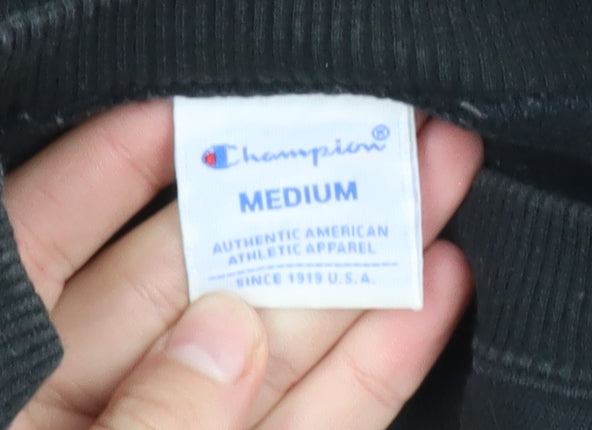 Champion®
MEDIUM
AUTHENTIC AMERICAN
ATHLETIC APPAREL
SINCE 1919 U.S.A.